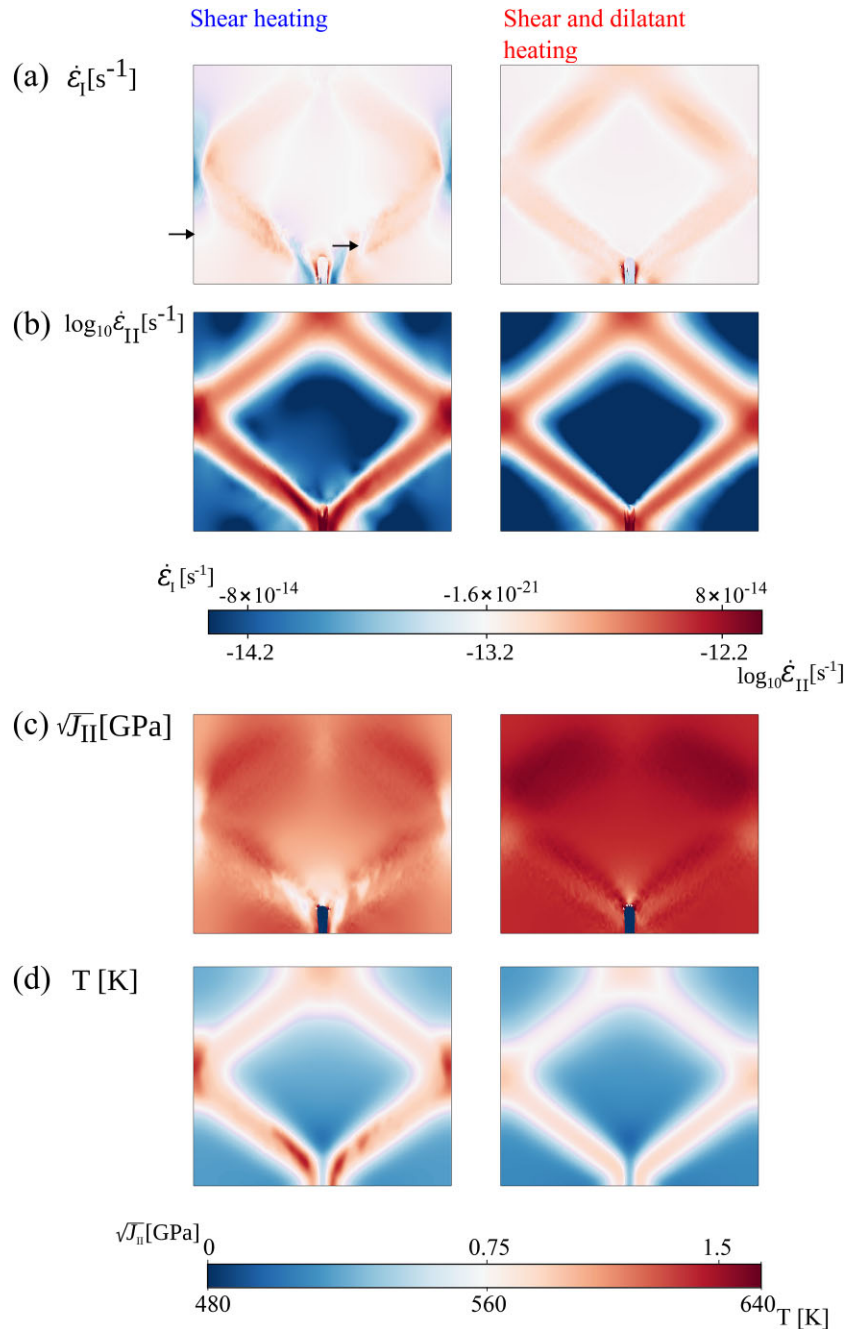 Shear heating
Shear and dilatant
heating
(a) ε̇I[s-1]
(b) log10ε̇II[s-1]
ε̇I [s-1]
-8×10-14 -1.6×10-21 8×10-14
-14.2 -13.2 -12.2
log10ε̇II[s-1]
(c) √JII[GPa]
(d) T [K]
√JII[GPa] 0 0.75 1.5
480 560 640 T [K]